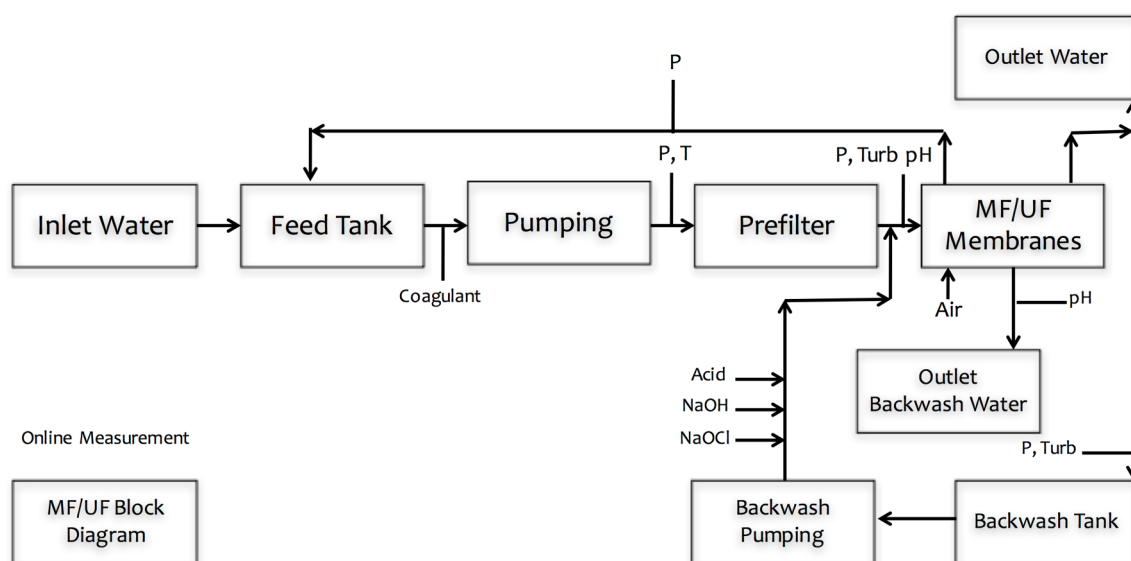 Outlet Water
P
P, T
P, Turb pH
Inlet Water
Feed Tank
Pumping
Prefilter
MF/UF
Membranes
Coagulant
Air
pH
Acid
NaOH
NaOCl
Outlet
Backwash Water
Online Measurement
P, Turb
MF/UF Block
Diagram
Backwash
Pumping
Backwash Tank